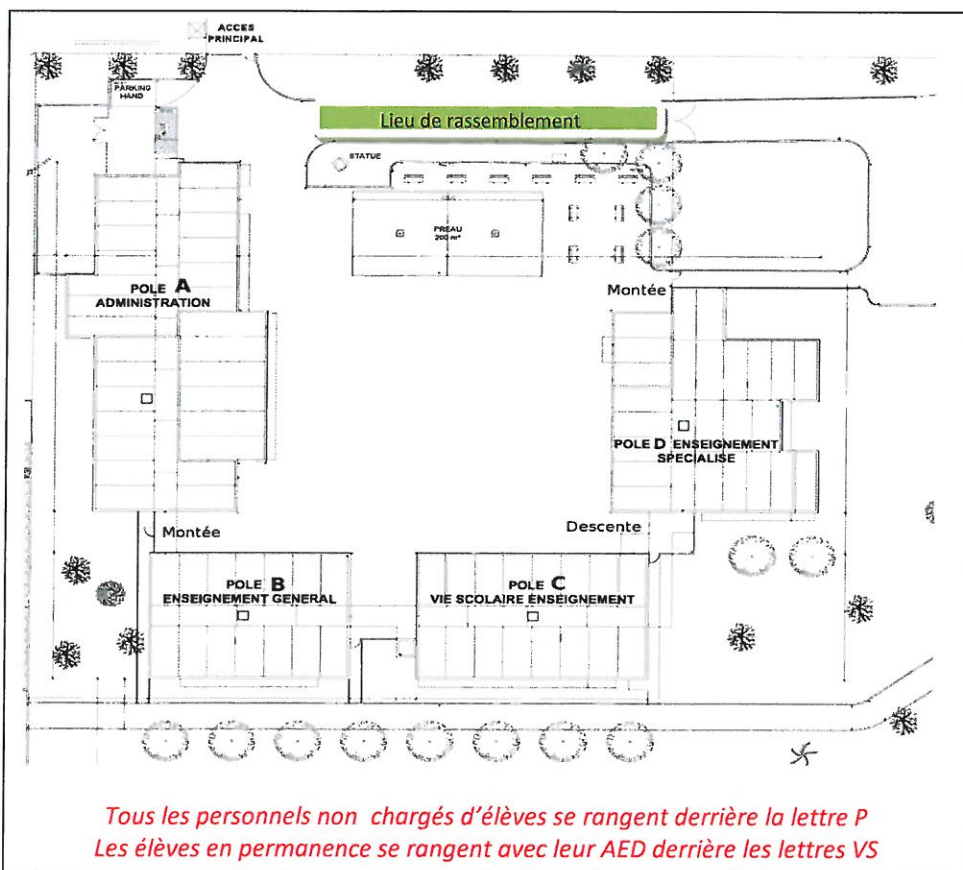 ACCES
PRINCIPAL
PARKING
HAND
Lieu de rassemblement
STATUE
PREAU
200 m²
POLE A
ADMINISTRATION
Montée
POLE D ENSEIGNEMENT
SPECIALISE
Montée
Descente
POLE B
ENSEIGNEMENT GENERAL
POLE C
VIE SCOLAIRE ENSEIGNEMENT
Tous les personnels non chargés d'élèves se rangent derrière la lettre P
Les élèves en permanence se rangent avec leur AED derrière les lettres VS